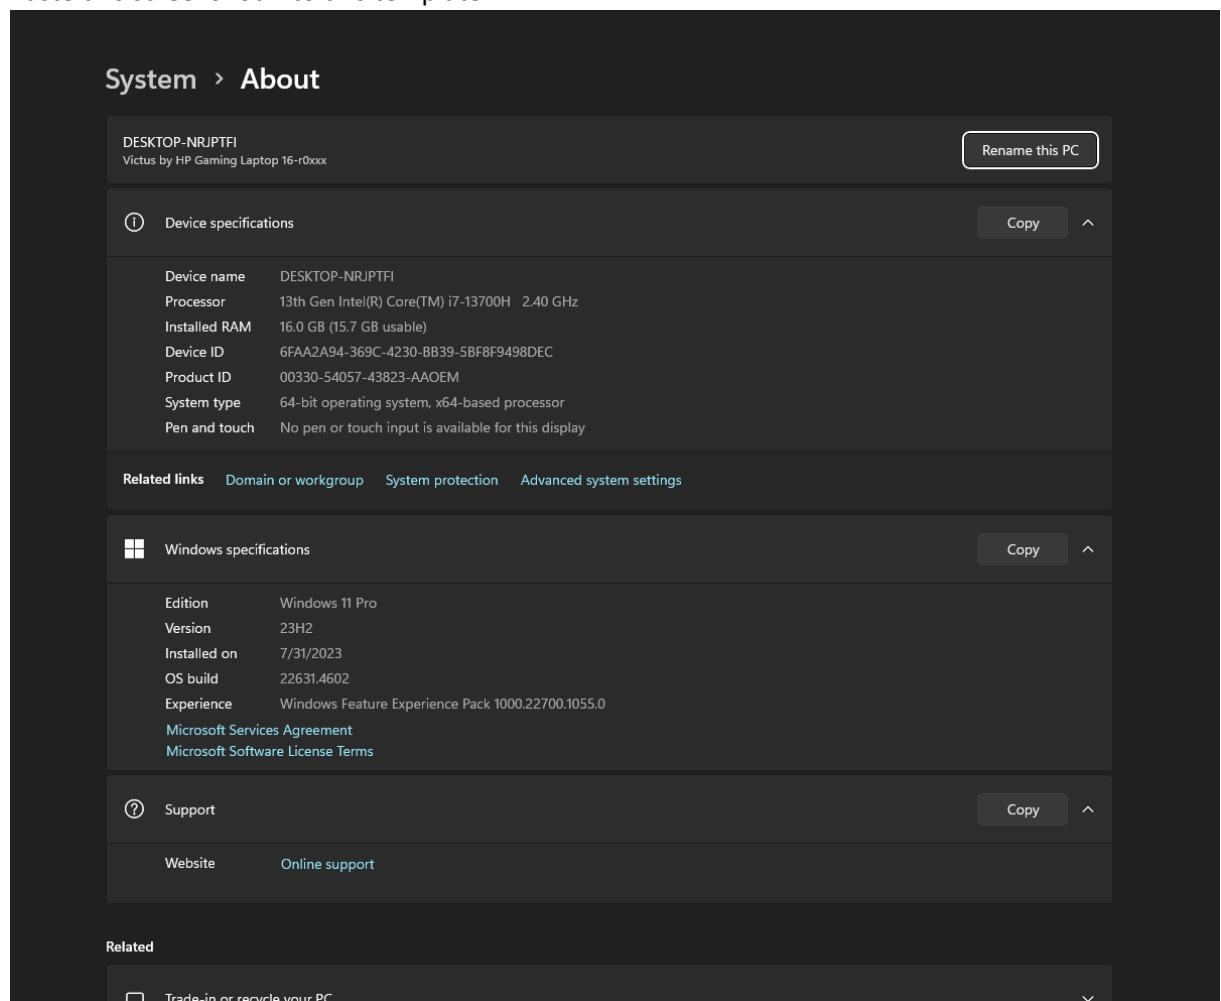 System > About
DESKTOP-NRJPTFI
Victus by HP Gaming Laptop 16-r0xxx
Rename this PC
Device specifications
Copy
Device name DESKTOP-NRJPTFI
Processor 13th Gen Intel(R) Core(TM) i7-13700H 2.40 GHz
Installed RAM 16.0 GB (15.7 GB usable)
Device ID 6FAA2A94-369C-4230-BB39-5BF8F9498DEC
Product ID 00330-54057-43823-AAOEM
System type 64-bit operating system, x64-based processor
Pen and touch No pen or touch input is available for this display
Related links Domain or workgroup System protection Advanced system settings
Windows specifications
Copy
Edition Windows 11 Pro
Version 23H2
Installed on 7/31/2023
OS build 22631.4602
Experience Windows Feature Experience Pack 1000.22700.1055.0
Microsoft Services Agreement
Microsoft Software License Terms
Support
Copy
Website Online support
Related
Trade-in or recycle your PC